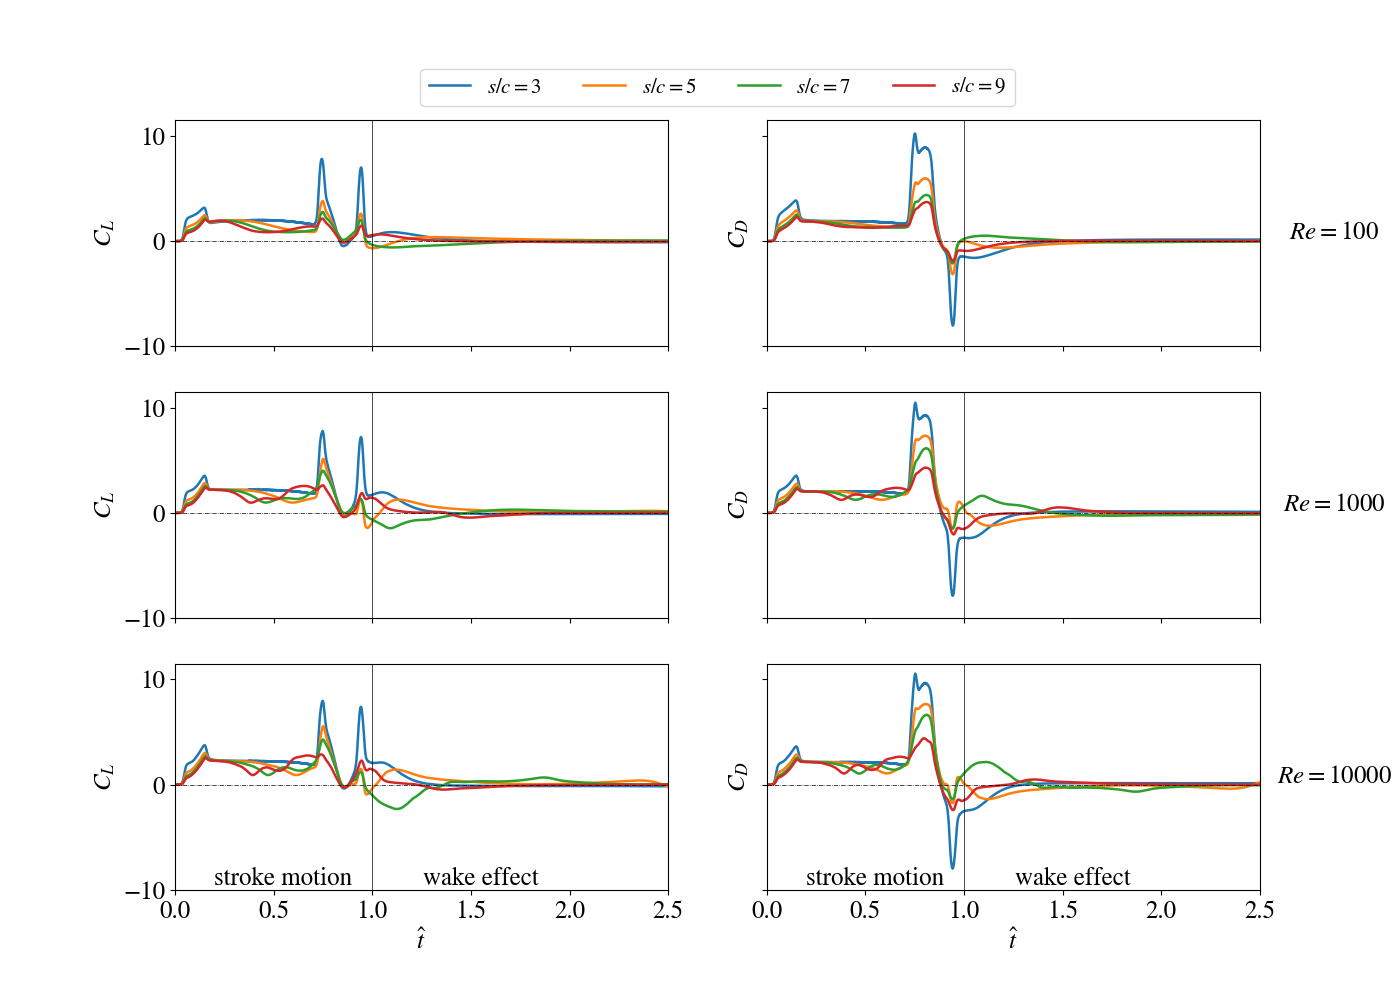 s/c = 3 s/c = 5 s/c = 7 s/c = 9
10
0
−10
C_L
C_D
Re = 100
10
0
−10
C_L
C_D
Re = 1000
10
0
−10
C_L
C_D
Re = 10000
stroke motion wake effect
stroke motion wake effect
0.0 0.5 1.0 1.5 2.0 2.5
0.0 0.5 1.0 1.5 2.0 2.5
t̂
t̂